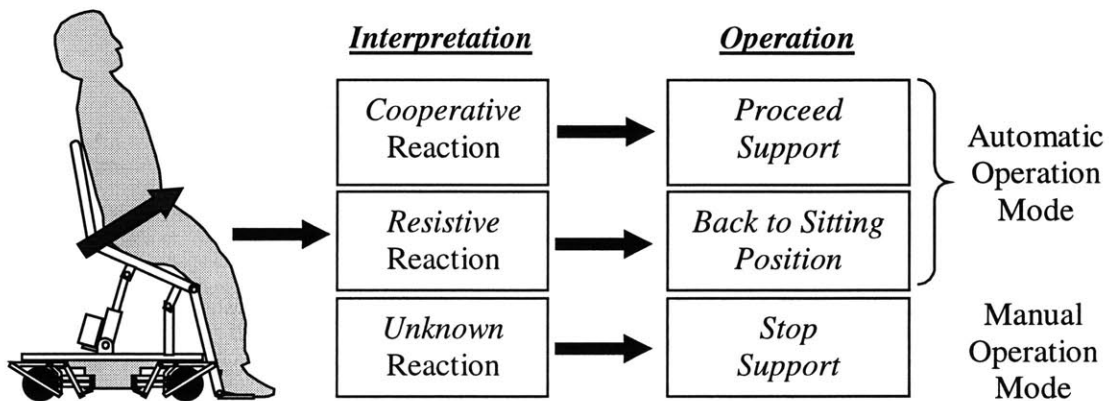 Interpretation
Operation
Cooperative
Reaction
Proceed
Support
Resistive
Reaction
Back to Sitting
Position
Automatic
Operation
Mode
Unknown
Reaction
Stop
Support
Manual
Operation
Mode